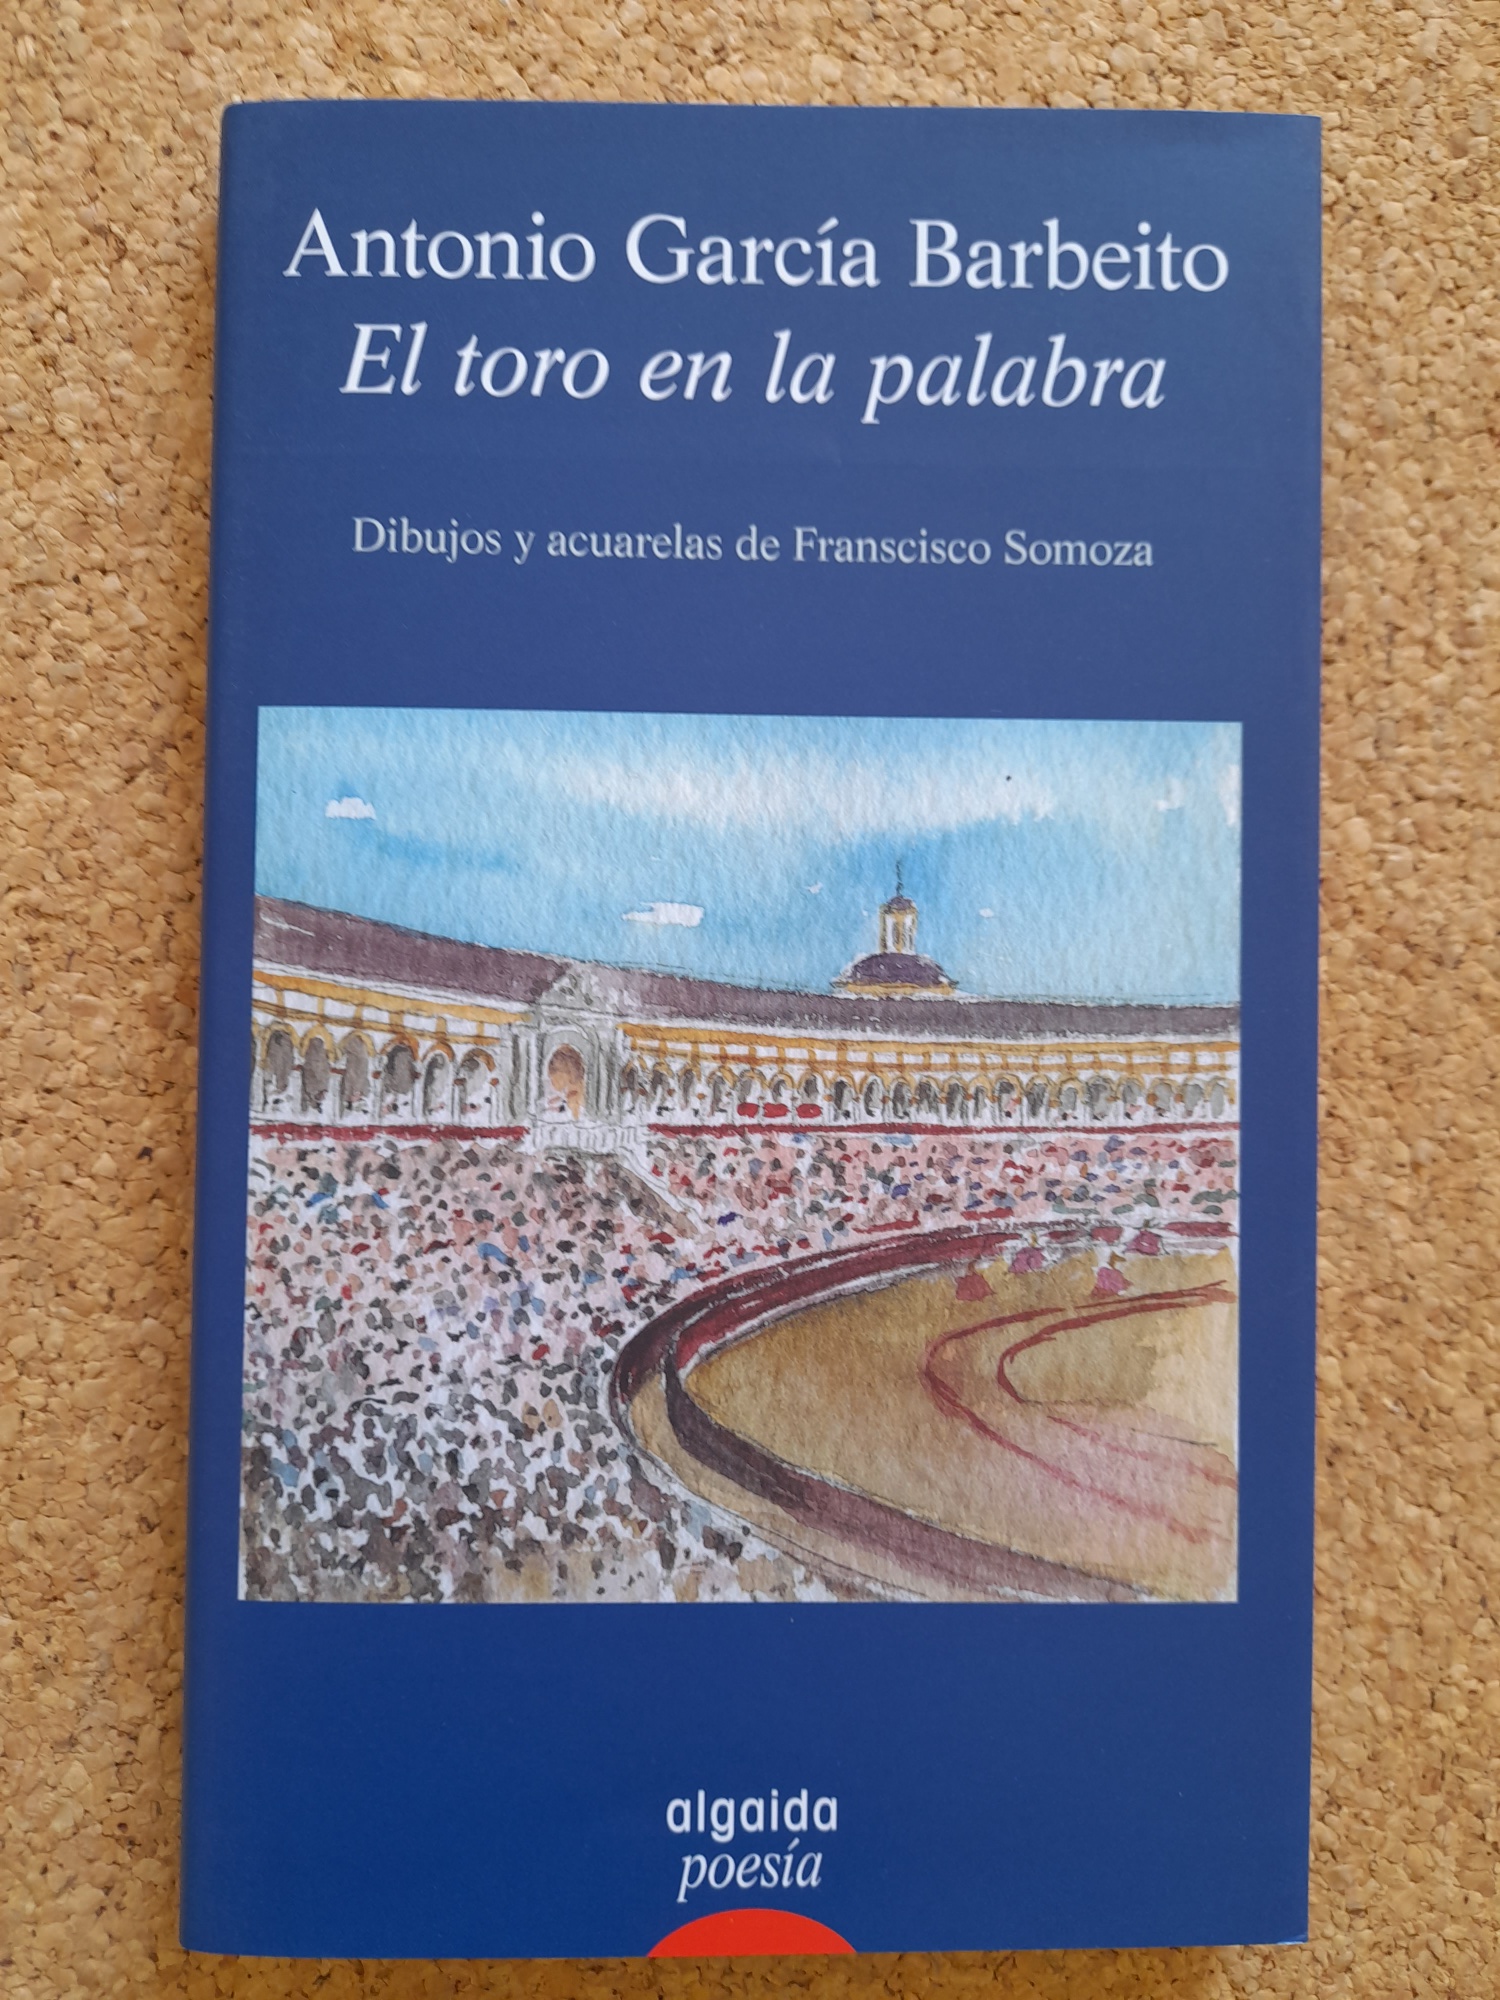 Antonio García Barbeito
El toro en la palabra
Dibujos y acuarelas de Franscisco Somoza
algaida
poesía